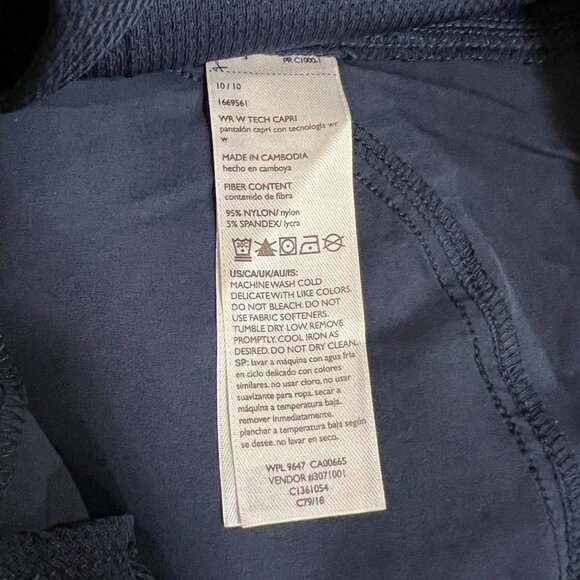 PR C1000-1
10 / 10
1669561
WR W TECH CAPRI
pantalón capri con tecnología wr
w
MADE IN CAMBODIA
hecho en camboya
FIBER CONTENT
contenido de fibra
95% NYLON/ nylon
5% SPANDEX/ lycra
US/CA/UK/AU/IS:
MACHINE WASH COLD
DELICATE WITH LIKE COLORS.
DO NOT BLEACH. DO NOT
USE FABRIC SOFTENERS.
TUMBLE DRY LOW. REMOVE
PROMPTLY. COOL IRON AS
DESIRED. DO NOT DRY CLEAN.
SP: lavar a máquina con agua fria
en ciclo delicado con colores
similares. no usar cloro. no usar
suavizante para ropa. secar a
máquina a temperatura baja.
remover inmediatamente.
planchar a temperatura baja según
se desee. no lavar en seco.
WPL 9647 CA00665
VENDOR #3071001
C1361054
C79/18